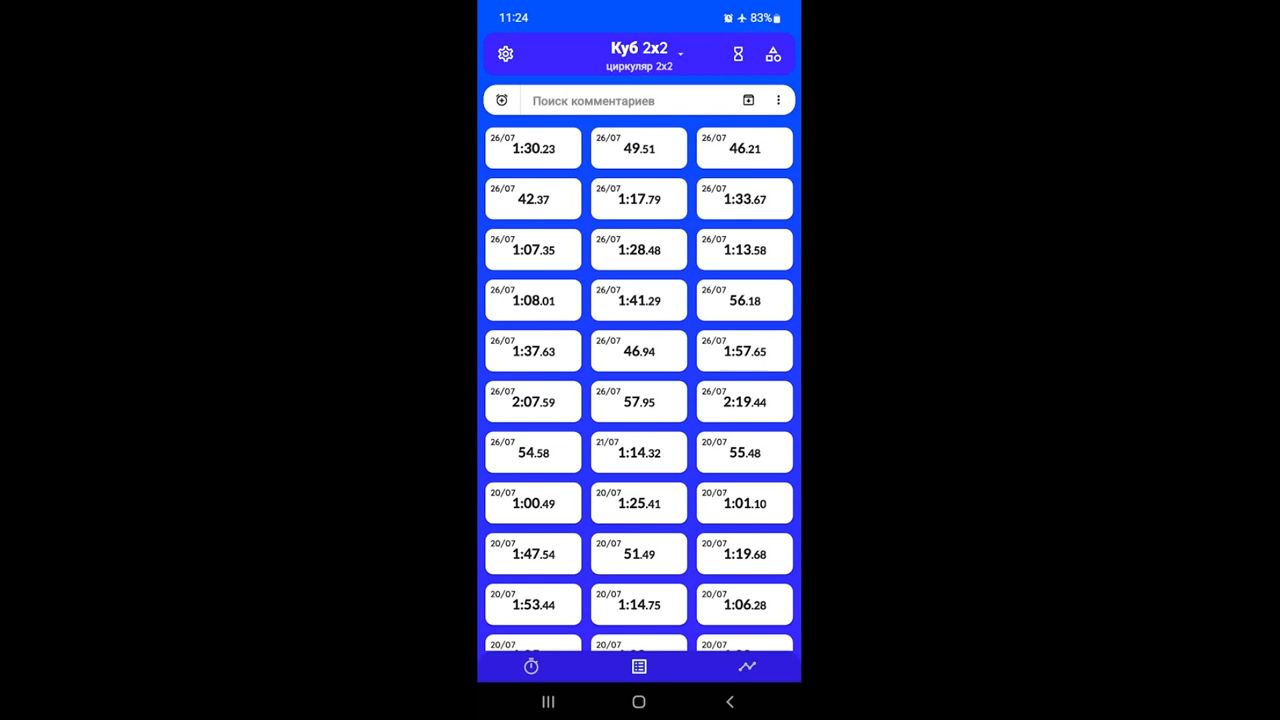 11:24 83%
Куб 2x2
циркуляр 2x2
Поиск комментариев
26/07 26/07 26/07
1:30.23 49.51 46.21
26/07 26/07 26/07
42.37 1:17.79 1:33.67
26/07 26/07 26/07
1:07.35 1:28.48 1:13.58
26/07 26/07 26/07
1:08.01 1:41.29 56.18
26/07 26/07 26/07
1:37.63 46.94 1:57.65
26/07 26/07 26/07
2:07.59 57.95 2:19.44
26/07 21/07 20/07
54.58 1:14.32 55.48
20/07 20/07 20/07
1:00.49 1:25.41 1:01.10
20/07 20/07 20/07
1:47.54 51.49 1:19.68
20/07 20/07 20/07
1:53.44 1:14.75 1:06.28
20/07 20/07 20/07